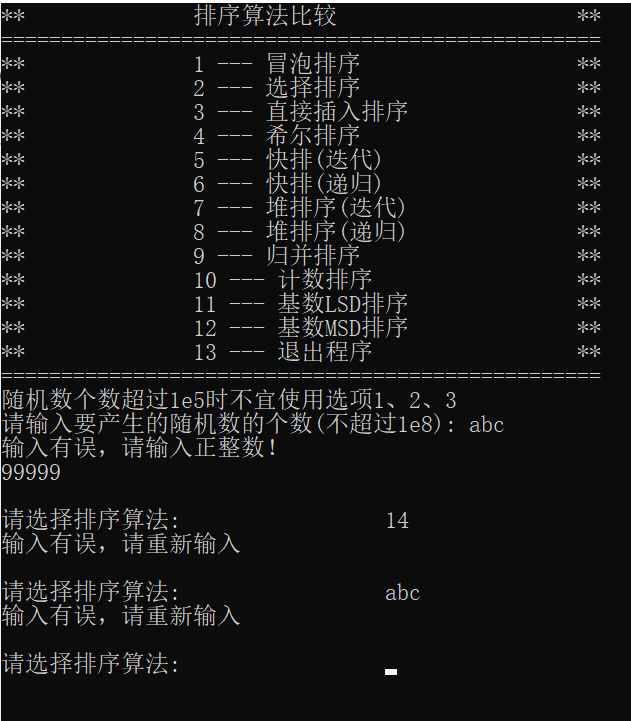 ** 排序算法比较 **
==================================================
** 1 --- 冒泡排序 **
** 2 --- 选择排序 **
** 3 --- 直接插入排序 **
** 4 --- 希尔排序 **
** 5 --- 快排(迭代) **
** 6 --- 快排(递归) **
** 7 --- 堆排序(迭代) **
** 8 --- 堆排序(递归) **
** 9 --- 归并排序 **
** 10 --- 计数排序 **
** 11 --- 基数LSD排序 **
** 12 --- 基数MSD排序 **
** 13 --- 退出程序 **
==================================================
随机数个数超过1e5时不宜使用选项1、2、3
请输入要产生的随机数的个数(不超过1e8): abc
输入有误，请输入正整数!
99999
请选择排序算法: 14
输入有误，请重新输入
请选择排序算法: abc
输入有误，请重新输入
请选择排序算法: